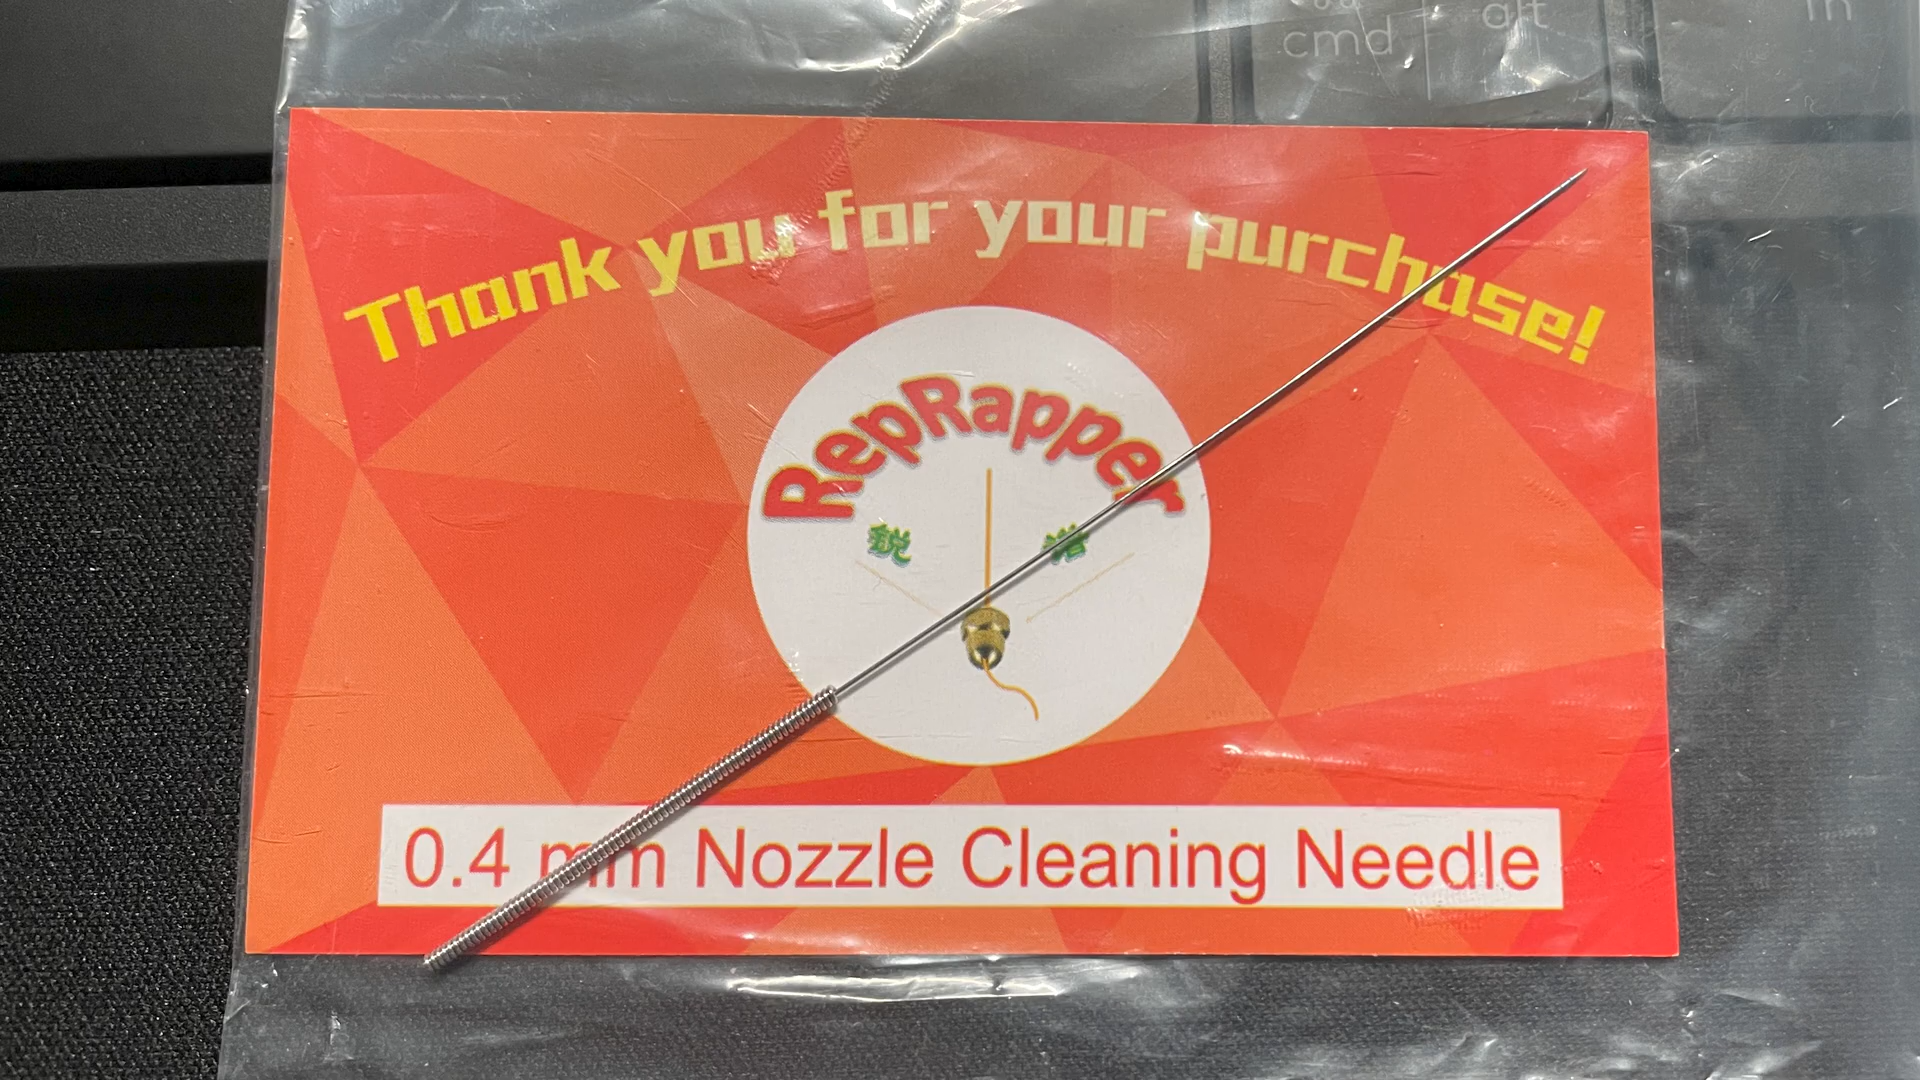 cmd
alt
Thank you for your purchase!
RepRapper
锐
0.4 mm Nozzle Cleaning Needle